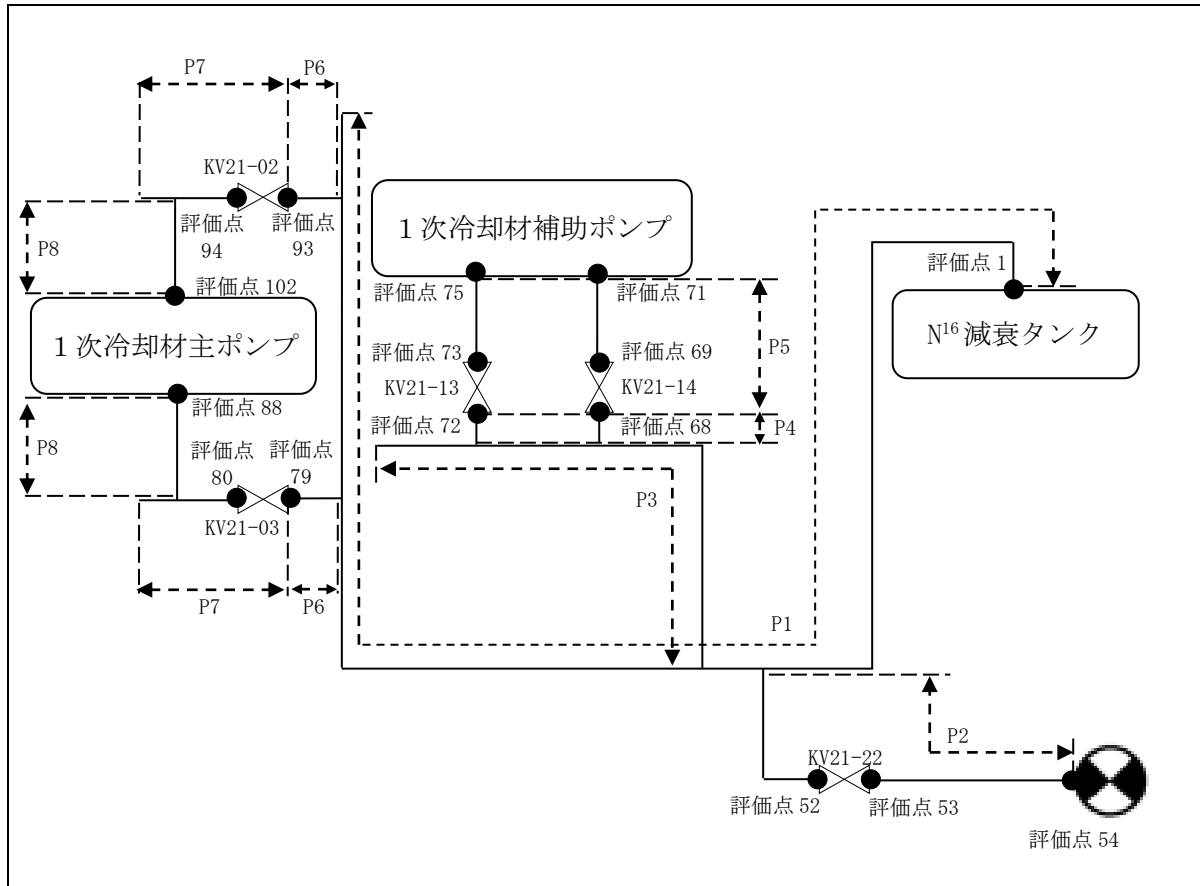 P7
P6
KV21-02
評価点
94
評価点
93
P8
評価点 102
1次冷却材主ポンプ
評価点 88
P8
評価点
80
評価点
79
KV21-03
P7
P6
1次冷却材補助ポンプ
評価点 75
評価点 71
評価点 73
評価点 69
KV21-13
KV21-14
P5
評価点 72
評価点 68
P4
P3
P1
評価点 1
N¹⁶減衰タンク
P2
KV21-22
評価点 52
評価点 53
評価点 54